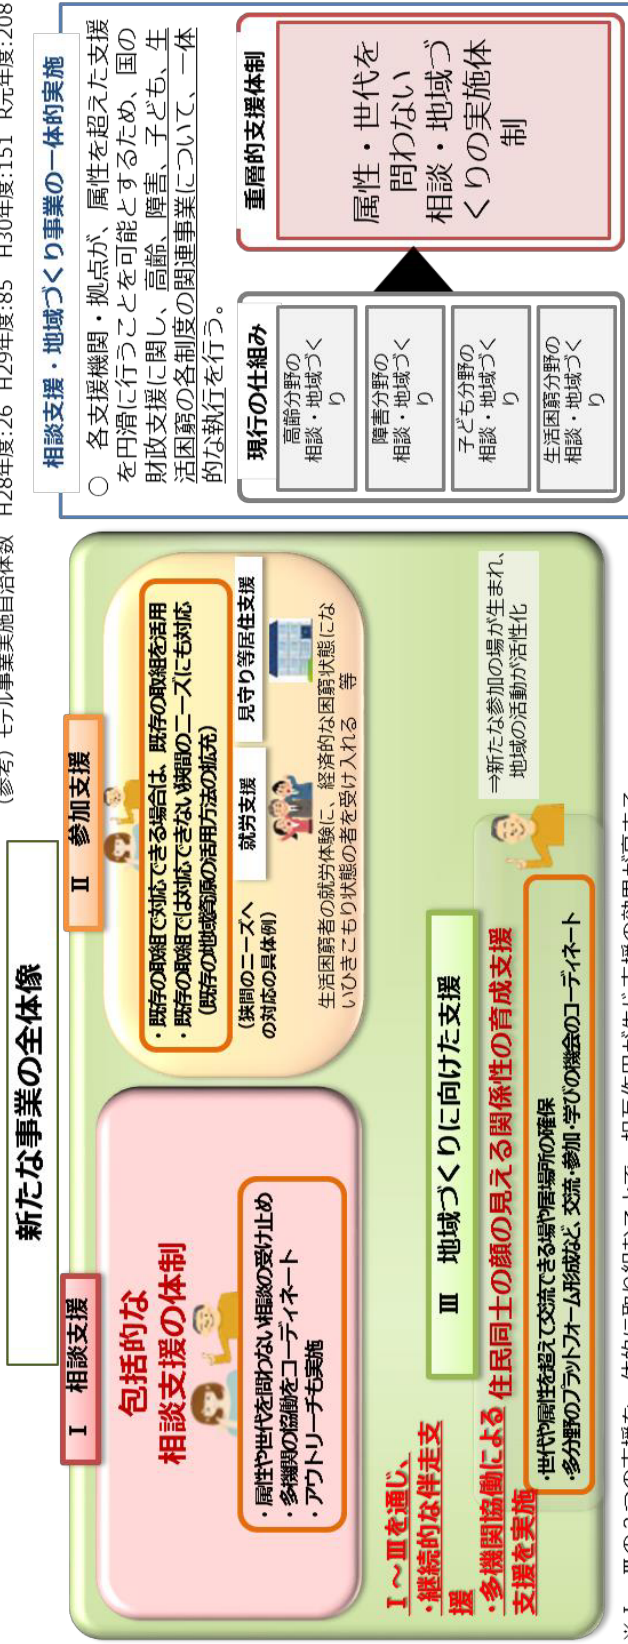 (参考) モデル事業実施自治体数 H28年度:26 H29年度:85 H30年度:151 R元年度:208
新たな事業の全体像
Ⅰ 相談支援
包括的な
相談支援の体制
・属性や世代を問わない相談の受け止め
・多機関の協働をコーディネート
・アウトリーチも実施
Ⅱ 参加支援
・既存の取組で対応できる場合は、既存の取組を活用
・既存の取組では対応できない狭間のニーズにも対応
(既存の地域資源の活用方法の拡充)
(狭間のニーズへ
の対応の具体例)
就労支援
見守り等居住支援
生活困窮者の就労体験に、経済的な困窮状態にな
いひきこもり状態の者を受け入れる 等
Ⅰ～Ⅲを通じ、
・継続的な伴走支
援
・多機関協働による
支援を実施
Ⅲ 地域づくりに向けた支援
住民同士の顔の見える関係性の育成支援
・世代や属性を超えて交流できる場や居場所の確保
・多分野のプラットフォーム形成など、交流・参加・学びの機会のコーディネート
⇒新たな参加の場が生まれ、
地域の活動が活性化
相談支援・地域づくり事業の一体的実施
○ 各支援機関・拠点が、属性を超えた支援
を円滑に行うことを可能とするため、国の
財政支援に関し、高齢、障害、子ども、生
活困窮の各制度の関連事業について、一体
的な執行を行う。
現行の仕組み
高齢分野の
相談・地域づく
り
障害分野の
相談・地域づく
り
子ども分野の
相談・地域づく
り
生活困窮分野の
相談・地域づく
り
重層的支援体制
属性・世代を
問わない
相談・地域づ
くりの実施体
制